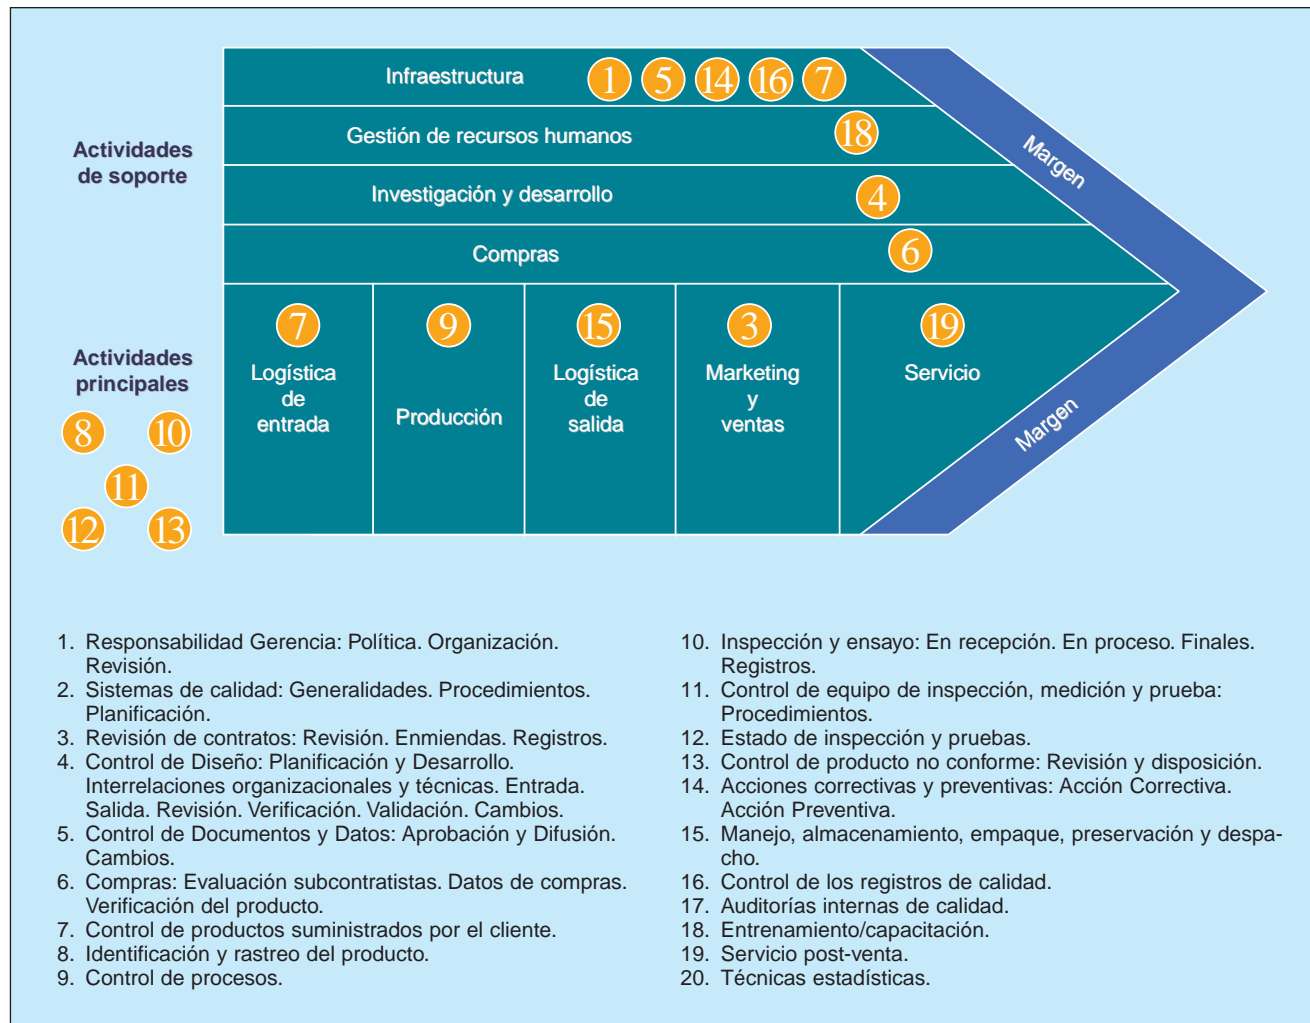 Infraestructura
1 5 14 16 7
Gestión de recursos humanos
18
Actividades
de soporte
Investigación y desarrollo
4
Compras
6
Margen
Actividades
principales
8 10
11
12 13
7
Logística
de
entrada
9
Producción
15
Logística
de
salida
3
Marketing
y
ventas
19
Servicio
Margen
1. Responsabilidad Gerencia: Política. Organización.
Revisión.
2. Sistemas de calidad: Generalidades. Procedimientos.
Planificación.
3. Revisión de contratos: Revisión. Enmiendas. Registros.
4. Control de Diseño: Planificación y Desarrollo.
Interrelaciones organizacionales y técnicas. Entrada.
Salida. Revisión. Verificación. Validación. Cambios.
5. Control de Documentos y Datos: Aprobación y Difusión.
Cambios.
6. Compras: Evaluación subcontratistas. Datos de compras.
Verificación del producto.
7. Control de productos suministrados por el cliente.
8. Identificación y rastreo del producto.
9. Control de procesos.
10. Inspección y ensayo: En recepción. En proceso. Finales.
Registros.
11. Control de equipo de inspección, medición y prueba:
Procedimientos.
12. Estado de inspección y pruebas.
13. Control de producto no conforme: Revisión y disposición.
14. Acciones correctivas y preventivas: Acción Correctiva.
Acción Preventiva.
15. Manejo, almacenamiento, empaque, preservación y despa-
cho.
16. Control de los registros de calidad.
17. Auditorías internas de calidad.
18. Entrenamiento/capacitación.
19. Servicio post-venta.
20. Técnicas estadísticas.